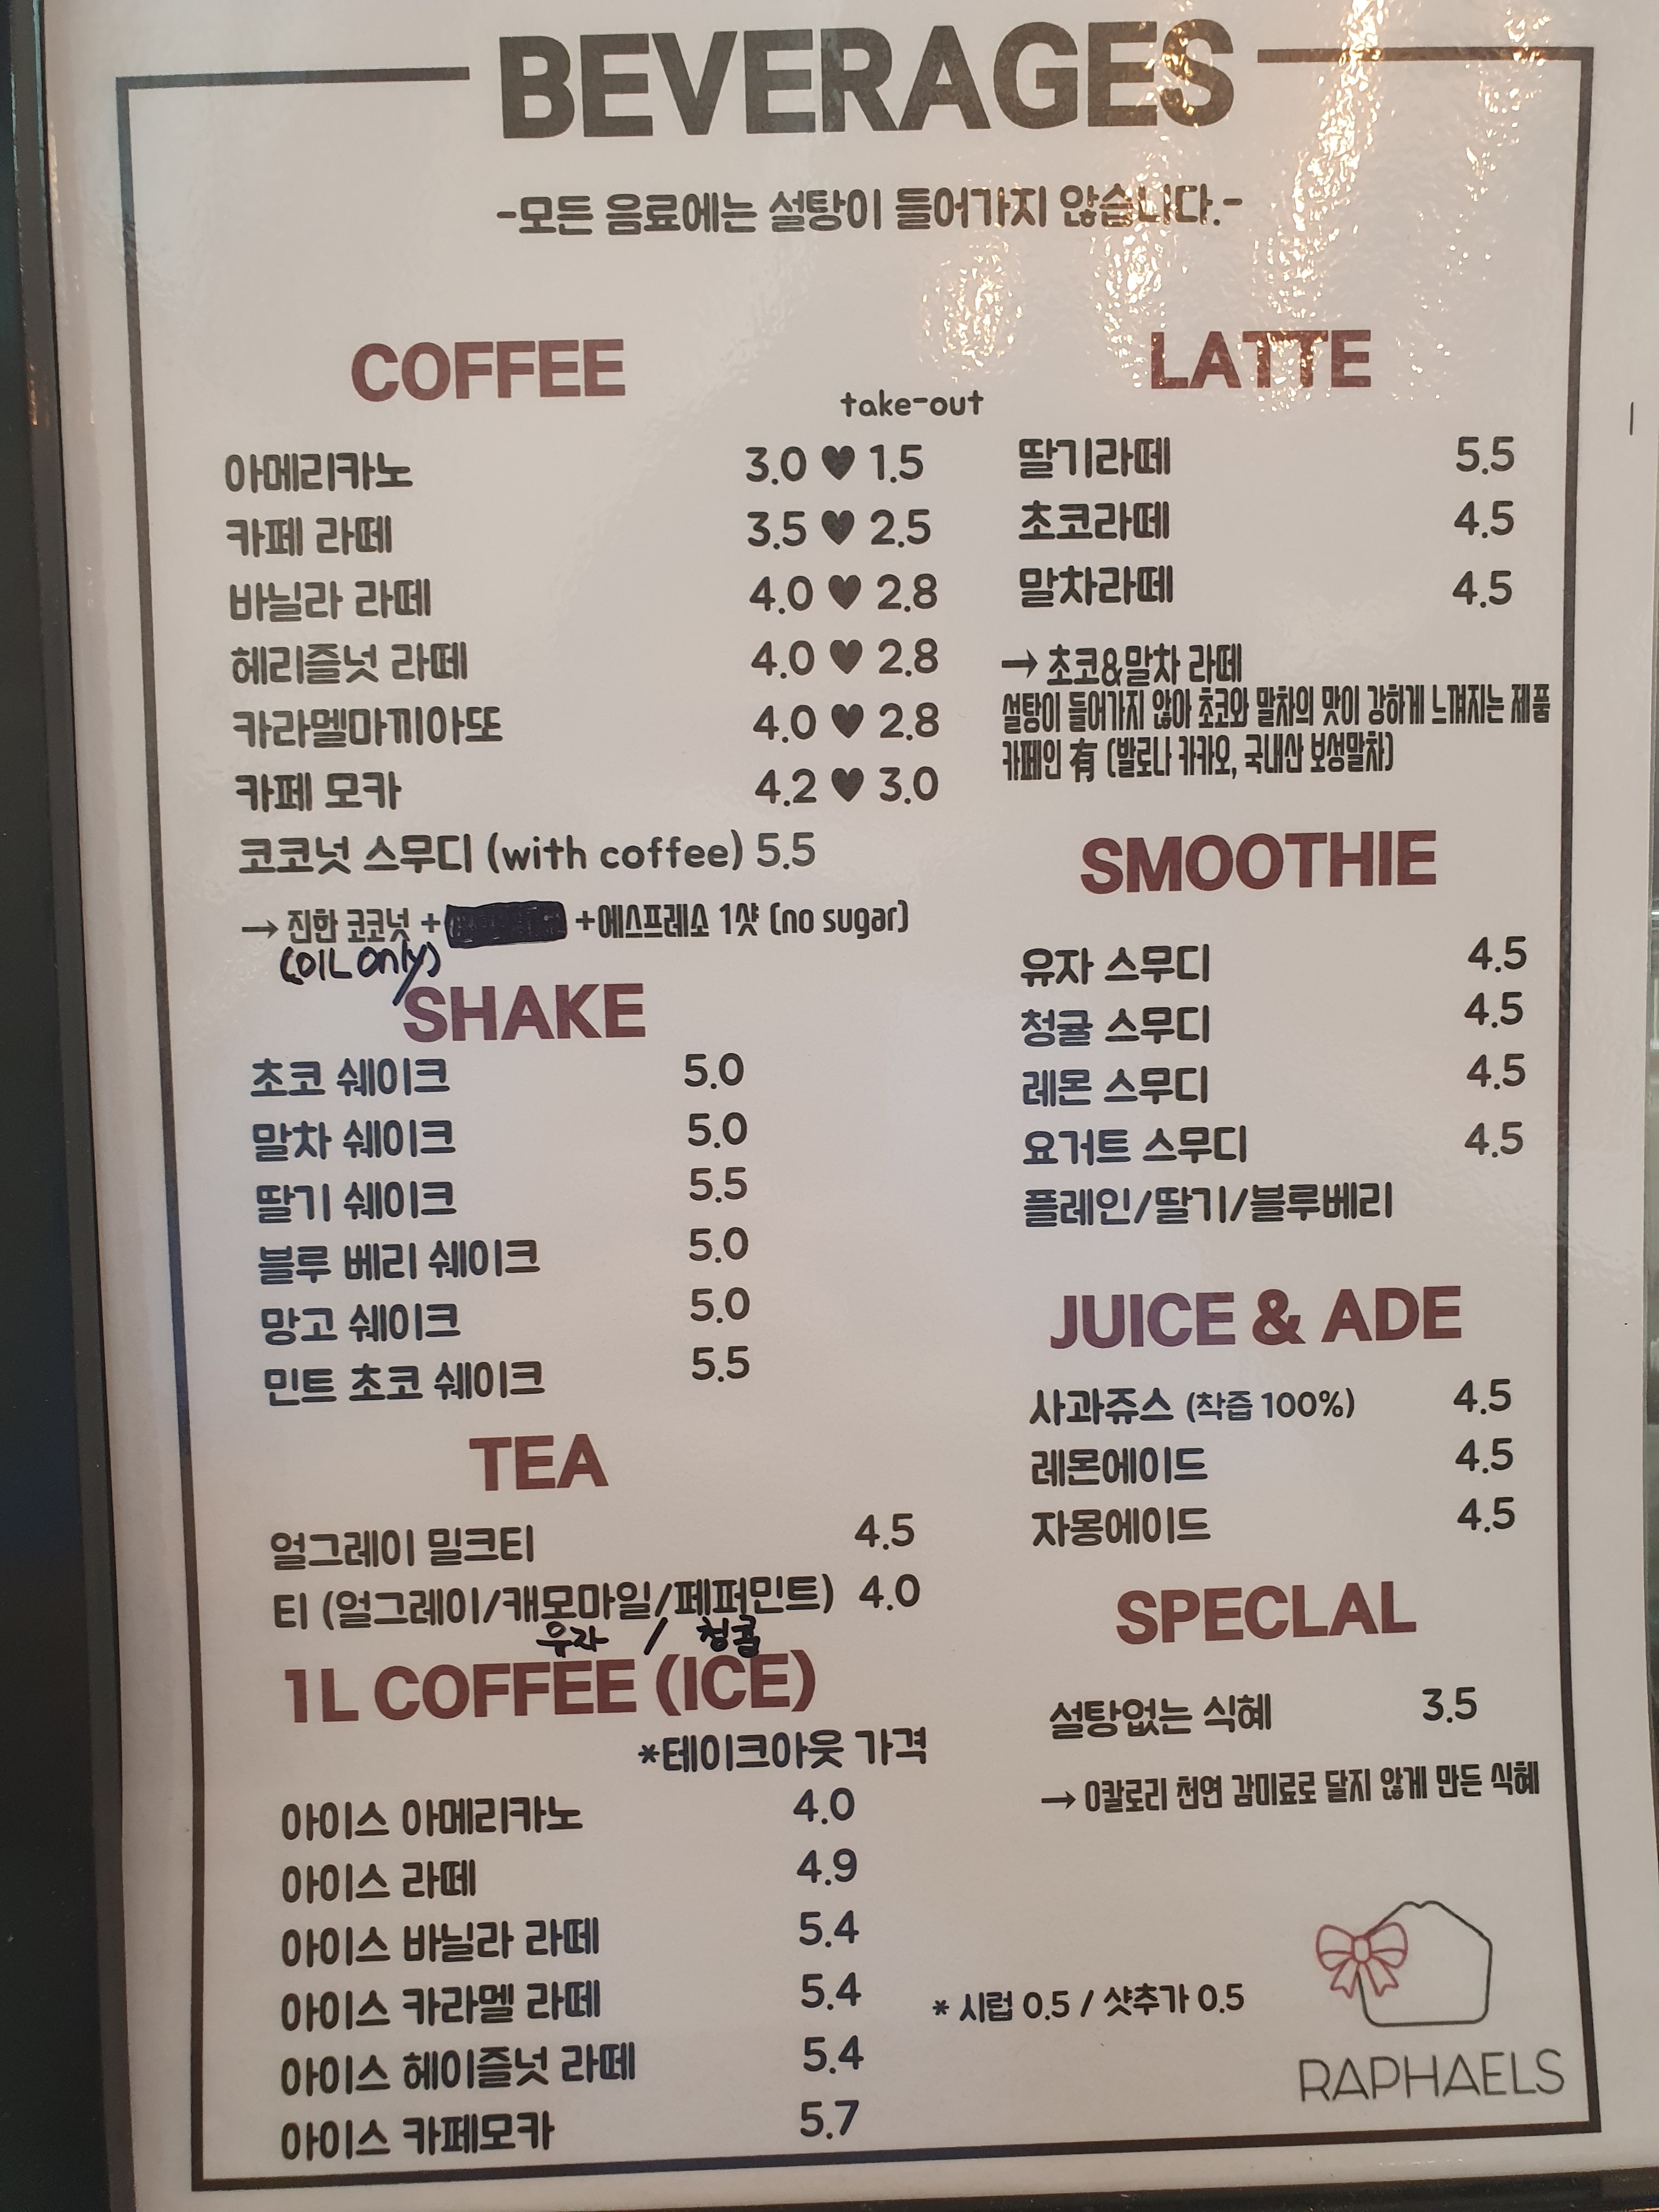 BEVERAGES
-모든 음료에는 설탕이 들어가지 않습니다.-
COFFEE
take-out
아메리카노 3.0 ♥ 1.5
카페 라떼 3.5 ♥ 2.5
바닐라 라떼 4.0 ♥ 2.8
헤리즐넛 라떼 4.0 ♥ 2.8
카라멜마끼아또 4.0 ♥ 2.8
카페 모카 4.2 ♥ 3.0
코코넛 스무디 (with coffee) 5.5
→ 진한 코코넛 + +에스프레소 1샷 (no sugar)
(OIL only)
SHAKE
초코 쉐이크 5.0
말차 쉐이크 5.0
딸기 쉐이크 5.5
블루 베리 쉐이크 5.0
망고 쉐이크 5.0
민트 초코 쉐이크 5.5
TEA
얼그레이 밀크티 4.5
티 (얼그레이/캐모마일/페퍼민트) 4.0
유자 / 청귤
1L COFFEE (ICE)
*테이크아웃 가격
아이스 아메리카노 4.0
아이스 라떼 4.9
아이스 바닐라 라떼 5.4
아이스 카라멜 라떼 5.4
아이스 헤이즐넛 라떼 5.4
아이스 카페모카 5.7
LATTE
딸기라떼 5.5
초코라떼 4.5
말차라떼 4.5
→ 초코&말차 라떼
설탕이 들어가지 않아 초코와 말차의 맛이 강하게 느껴지는 제품
카페인 有 (발로나 카카오, 국내산 보성말차)
SMOOTHIE
유자 스무디 4.5
청귤 스무디 4.5
레몬 스무디 4.5
요거트 스무디 4.5
플레인/딸기/블루베리
JUICE & ADE
사과쥬스 (착즙 100%) 4.5
레몬에이드 4.5
자몽에이드 4.5
SPECLAL
설탕없는 식혜 3.5
→ 0칼로리 천연 감미료로 달지 않게 만든 식혜
* 시럽 0.5 / 샷추가 0.5
RAPHAELS